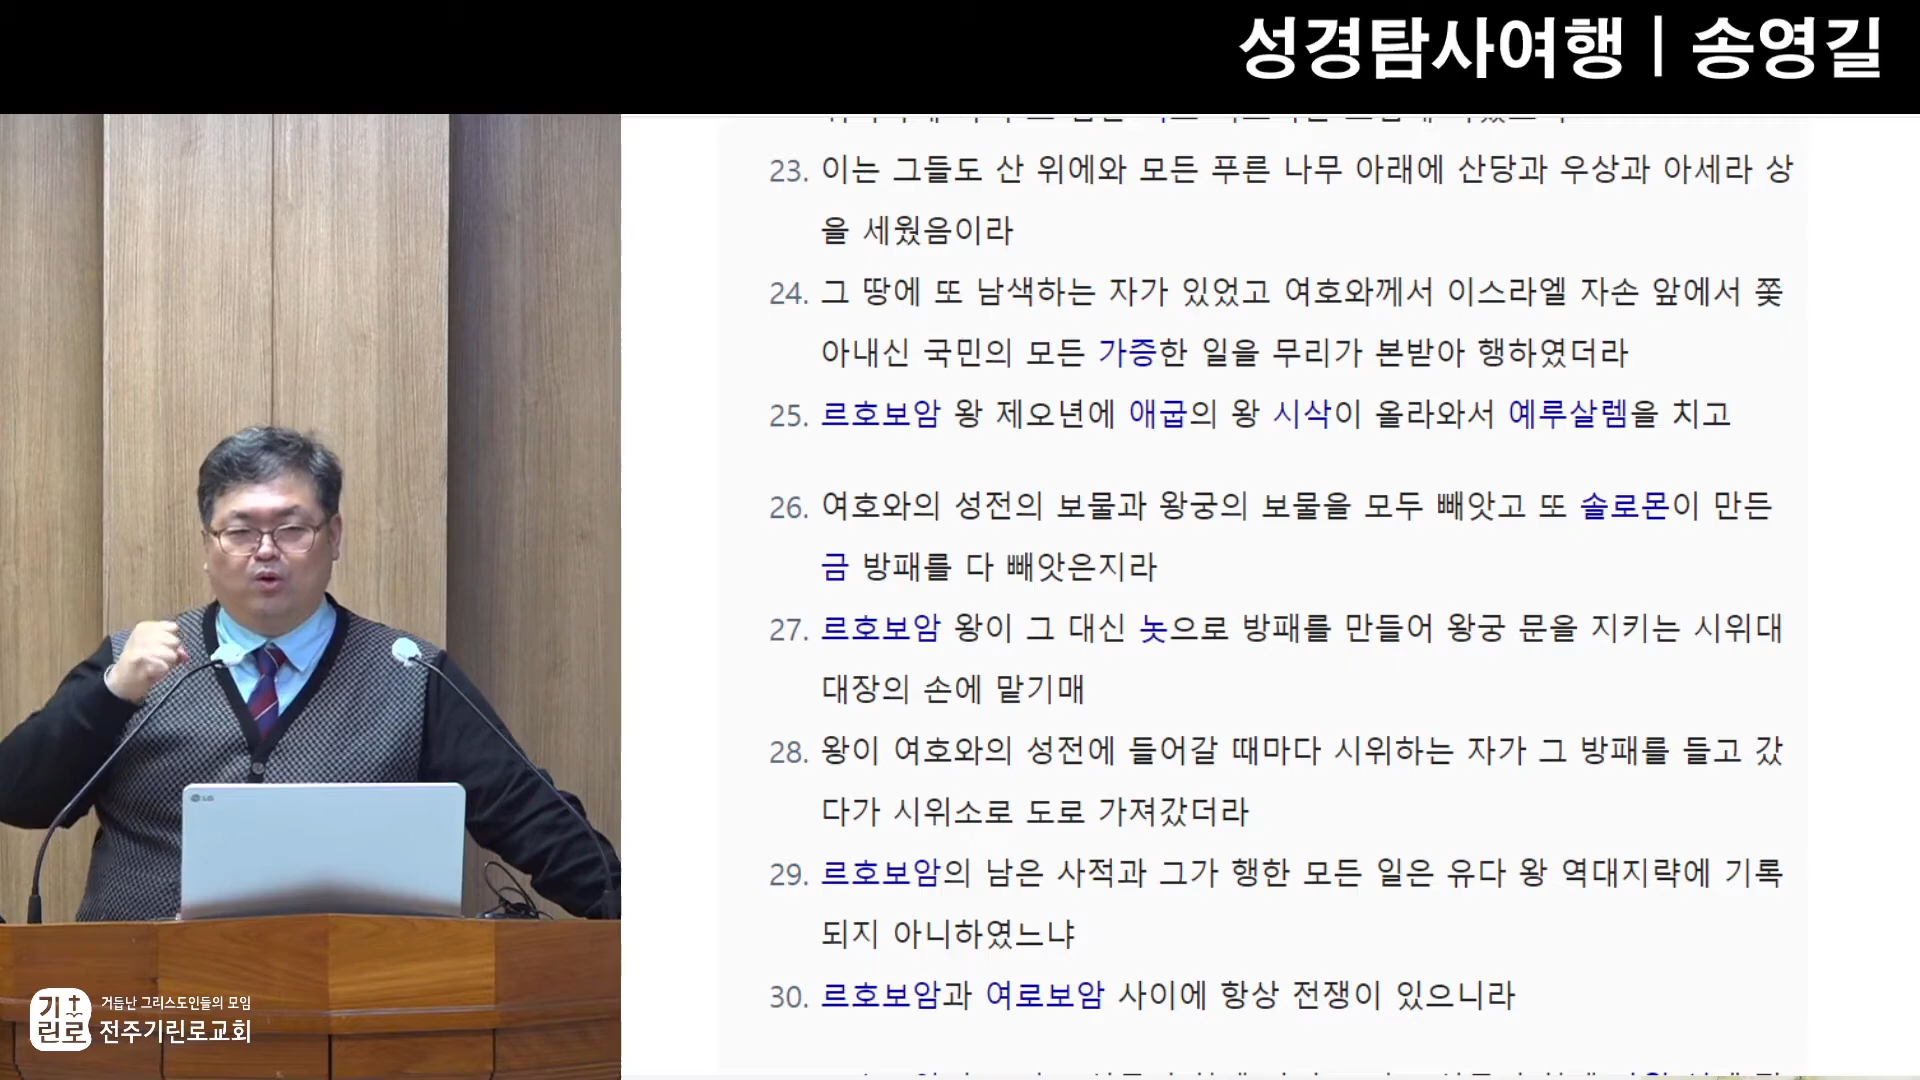 성경탐사여행 | 송영길
23. 이는 그들도 산 위에와 모든 푸른 나무 아래에 산당과 우상과 아세라 상
을 세웠음이라
24. 그 땅에 또 남색하는 자가 있었고 여호와께서 이스라엘 자손 앞에서 쫓
아내신 국민의 모든 가증한 일을 무리가 본받아 행하였더라
25. 르호보암 왕 제오년에 애굽의 왕 시삭이 올라와서 예루살렘을 치고
26. 여호와의 성전의 보물과 왕궁의 보물을 모두 빼앗고 또 솔로몬이 만든
금 방패를 다 빼앗은지라
27. 르호보암 왕이 그 대신 놋으로 방패를 만들어 왕궁 문을 지키는 시위대
대장의 손에 맡기매
28. 왕이 여호와의 성전에 들어갈 때마다 시위하는 자가 그 방패를 들고 갔
다가 시위소로 도로 가져갔더라
29. 르호보암의 남은 사적과 그가 행한 모든 일은 유다 왕 역대지략에 기록
되지 아니하였느냐
30. 르호보암과 여로보암 사이에 항상 전쟁이 있으니라
LG
기린로
거듭난 그리스도인들의 모임
전주기린로교회